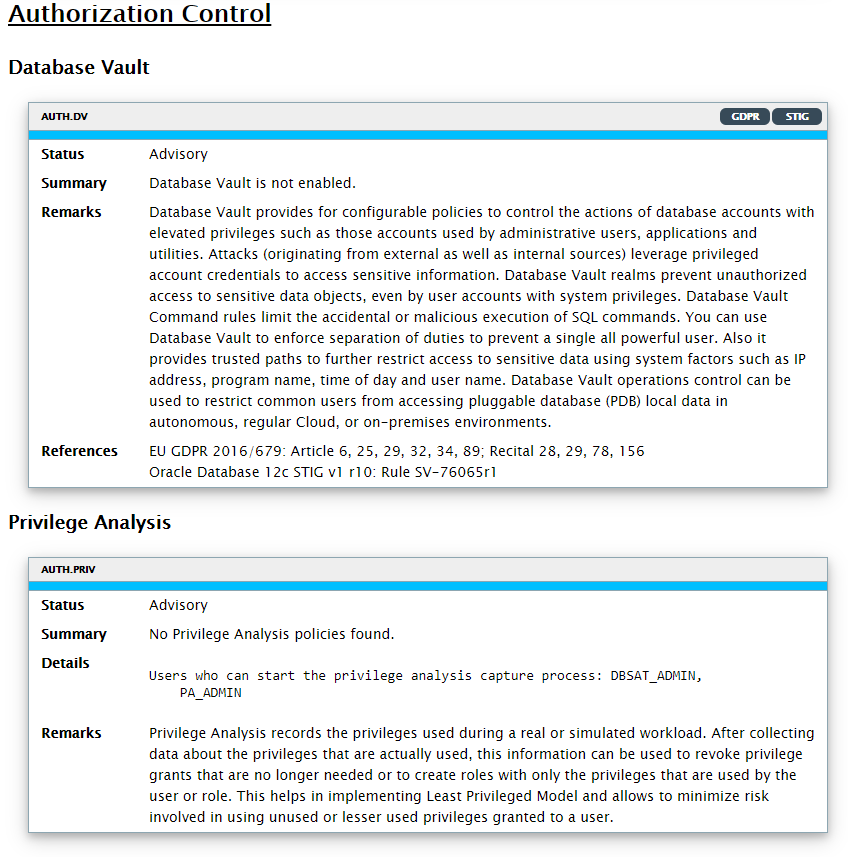 Authorization Control
Database Vault
AUTH.DV GDPR STIG
Status Advisory
Summary Database Vault is not enabled.
Remarks Database Vault provides for configurable policies to control the actions of database accounts with
elevated privileges such as those accounts used by administrative users, applications and
utilities. Attacks (originating from external as well as internal sources) leverage privileged
account credentials to access sensitive information. Database Vault realms prevent unauthorized
access to sensitive data objects, even by user accounts with system privileges. Database Vault
Command rules limit the accidental or malicious execution of SQL commands. You can use
Database Vault to enforce separation of duties to prevent a single all powerful user. Also it
provides trusted paths to further restrict access to sensitive data using system factors such as IP
address, program name, time of day and user name. Database Vault operations control can be
used to restrict common users from accessing pluggable database (PDB) local data in
autonomous, regular Cloud, or on-premises environments.
References EU GDPR 2016/679: Article 6, 25, 29, 32, 34, 89; Recital 28, 29, 78, 156
Oracle Database 12c STIG v1 r10: Rule SV-76065r1
Privilege Analysis
AUTH.PRIV
Status Advisory
Summary No Privilege Analysis policies found.
Details
Users who can start the privilege analysis capture process: DBSAT_ADMIN,
PA_ADMIN
Remarks Privilege Analysis records the privileges used during a real or simulated workload. After collecting
data about the privileges that are actually used, this information can be used to revoke privilege
grants that are no longer needed or to create roles with only the privileges that are used by the
user or role. This helps in implementing Least Privileged Model and allows to minimize risk
involved in using unused or lesser used privileges granted to a user.